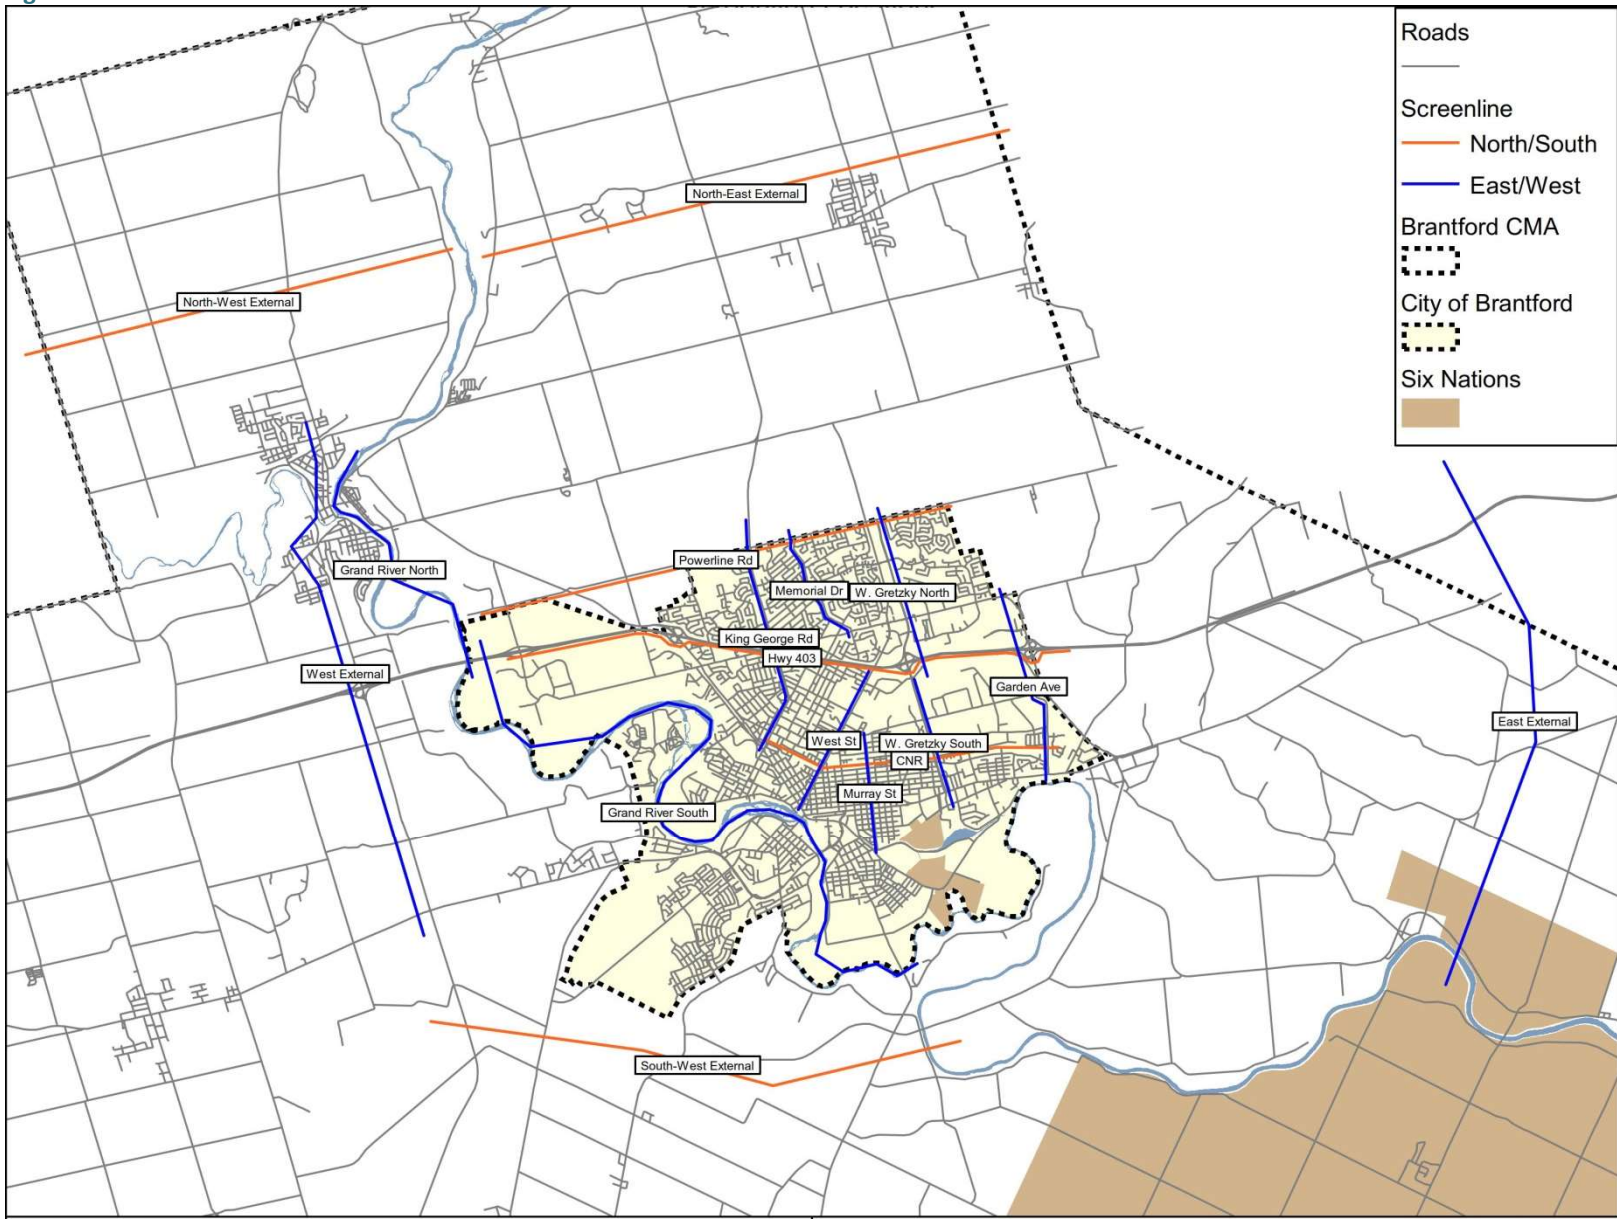 Roads
Screenline
North/South
East/West
Brantford CMA
City of Brantford
Six Nations
North-East External
North-West External
Powerline Rd
Grand River North
Memorial Dr
W. Gretzky North
King George Rd
Hwy 403
West External
Garden Ave
East External
West St
W. Gretzky South
CNR
Murray St
Grand River South
South-West External